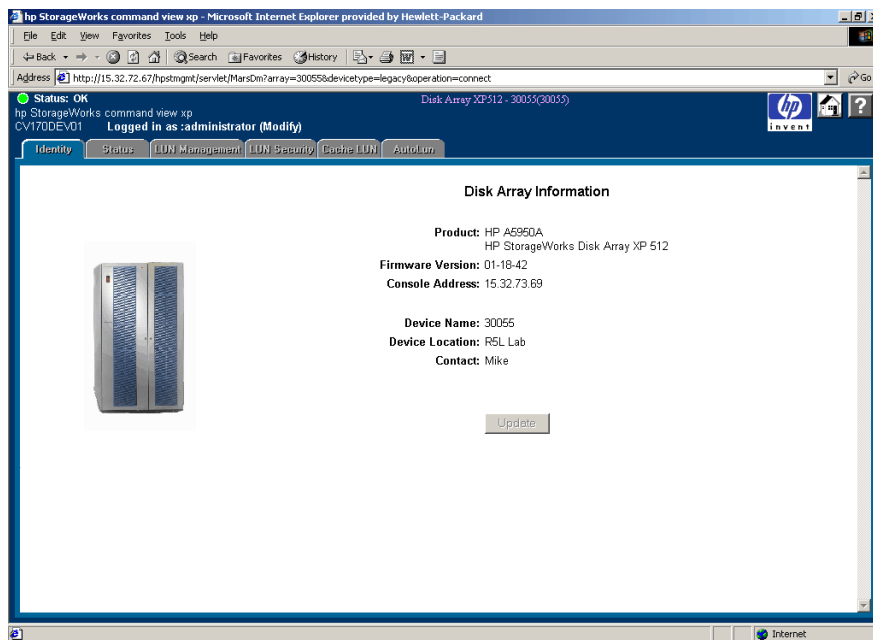 hp StorageWorks command view xp - Microsoft Internet Explorer provided by Hewlett-Packard
File Edit View Favorites Tools Help
Back Search Favorites History
Address http://15.32.72.67/hpstmgmt/servlet/MarsDm?array=30055&devicetype=legacy&operation=connect Go
Status: OK Disk Array XP512 - 30055(30055)
hp StorageWorks command view xp
CV170DEV01 Logged in as :administrator (Modify)
hp
invent
?
Identity Status LUN Management LUN Security Cache LUN AutoLun
Disk Array Information
Product: HP A5950A
HP StorageWorks Disk Array XP 512
Firmware Version: 01-18-42
Console Address: 15.32.73.69
Device Name: 30055
Device Location: R5L Lab
Contact: Mike
Update
Internet